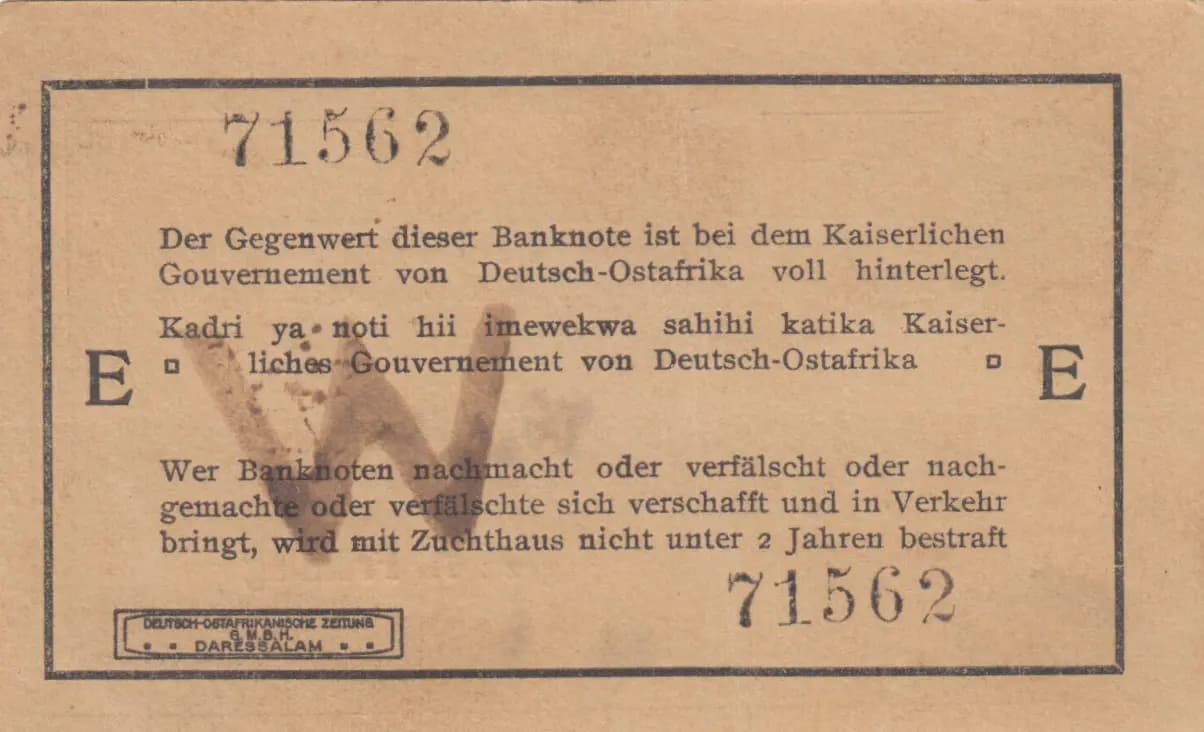 71562
Der Gegenwert dieser Banknote ist bei dem Kaiserlichen
Gouvernement von Deutsch-Ostafrika voll hinterlegt.
Kadri ya noti hii imewekwa sahihi katika Kaiser-
liches Gouvernement von Deutsch-Ostafrika
E
E
W
Wer Banknoten nachmacht oder verfälscht oder nach-
gemachte oder verfälschte sich verschafft und in Verkehr
bringt, wird mit Zuchthaus nicht unter 2 Jahren bestraft
71562
DEUTSCH-OSTAFRIKANISCHE ZEITUNG
G.M.B.H.
DARESSALAM